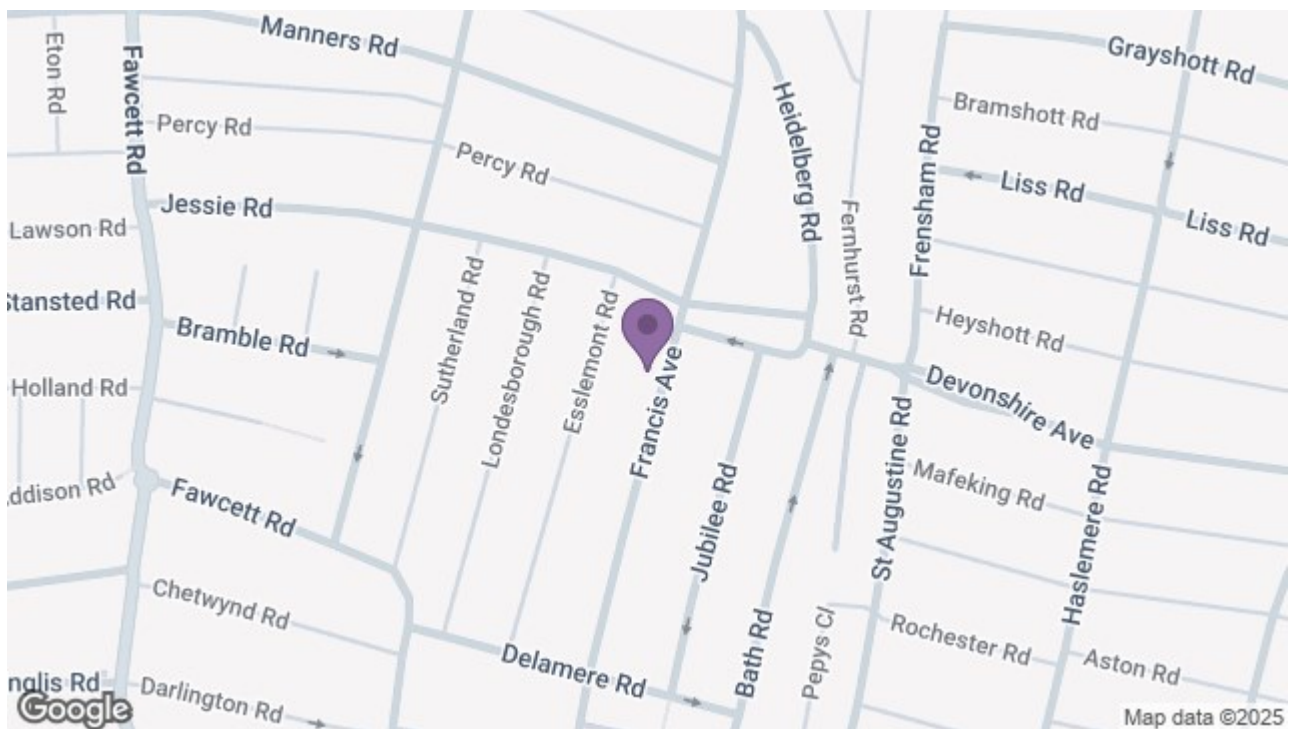 Manners Rd
Eton Rd
Fawcett Rd
Grayshott Rd
Bramshott Rd
Heidelberg Rd
Percy Rd
Percy Rd
Frensham Rd
Liss Rd
Liss Rd
Jessie Rd
Lawson Rd
Fernhurst Rd
Stansted Rd
Sutherland Rd
Londesborough Rd
Esslemont Rd
Heyshott Rd
Bramble Rd
Holland Rd
Francis Ave
Devonshire Ave
St Augustine Rd
Mafeking Rd
Jubilee Rd
Haslemere Rd
ddison Rd
Fawcett Rd
Chetwynd Rd
Bath Rd
Pepys Cl
Rochester Rd
Delamere Rd
Aston Rd
nglis Rd
Darlington Rd
Google
Map data ©2025